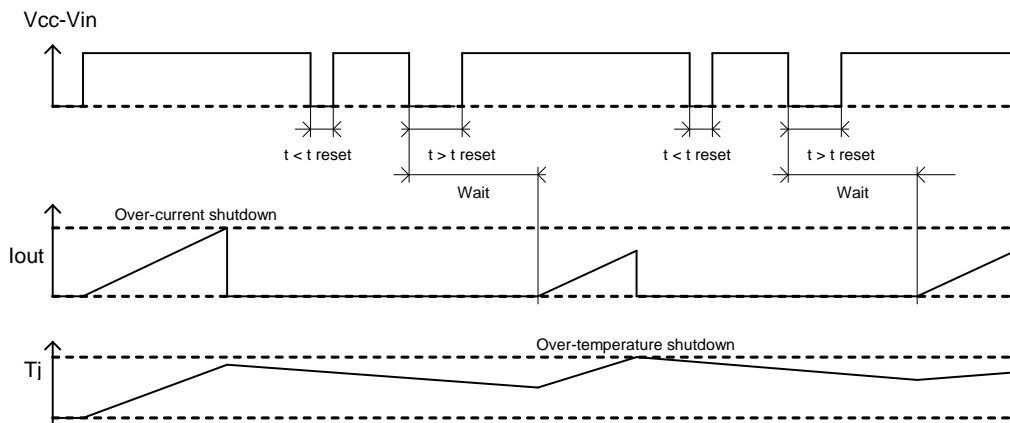 Vcc-Vin
t < t reset
t > t reset
t < t reset
t > t reset
Wait
Wait
Over-current shutdown
Iout
Over-temperature shutdown
Tj